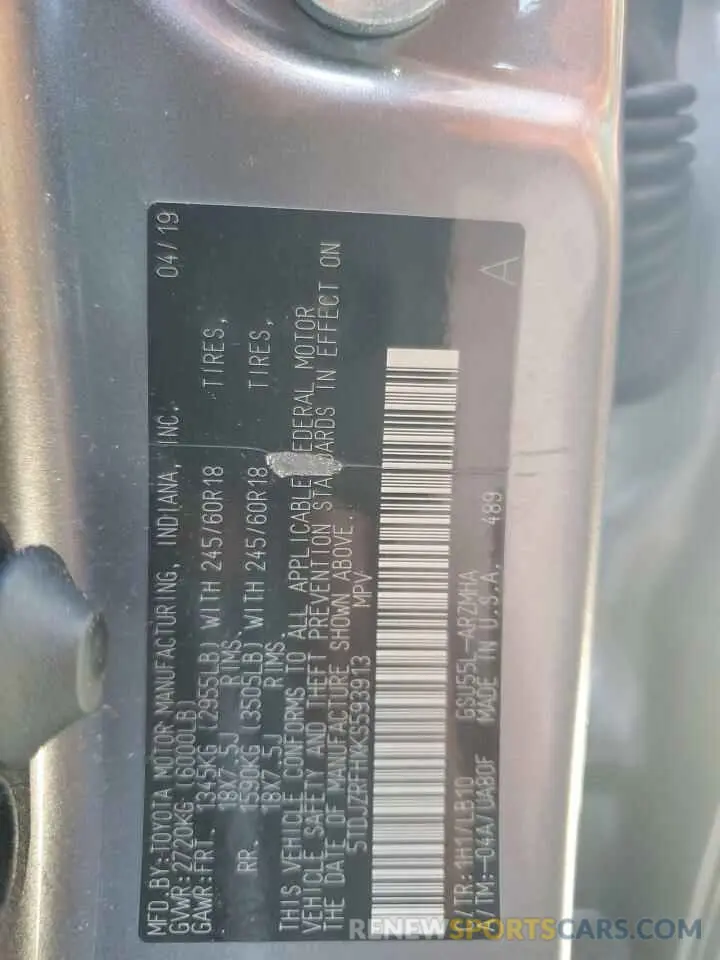 MFD.BY:TOYOTA MOTOR MANUFACTURING, INDIANA, INC. 04/19
GVWR:2720KG (6000LB)
GAWR:FRT. 1345KG (2955LB) WITH 245/60R18 TIRES,
18X7.5J RIMS.
RR. 1590KG (3505LB) WITH 245/60R18 TIRES,
18X7.5J RIMS.
THIS VEHICLE CONFORMS TO ALL APPLICABLE FEDERAL MOTOR
VEHICLE SAFETY AND THEFT PREVENTION STANDARDS IN EFFECT ON
THE DATE OF MANUFACTURE SHOWN ABOVE.
5TDJZRFHXKS593913 MPV
C/TR:1H1/LB10 GSU55L-ARZMHA
A/TM:-04A/UA80F MADE IN U.S.A. 489
A
RENEWSPORTSCARS.COM